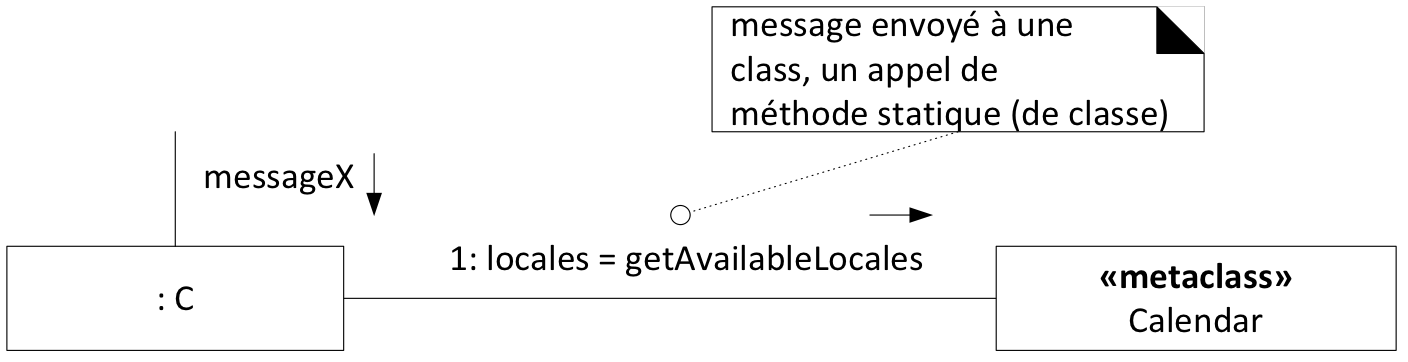 message envoyé à une
class, un appel de
méthode statique (de classe)
messageX
1: locales = getAvailableLocales
: C
«metaclass»
Calendar